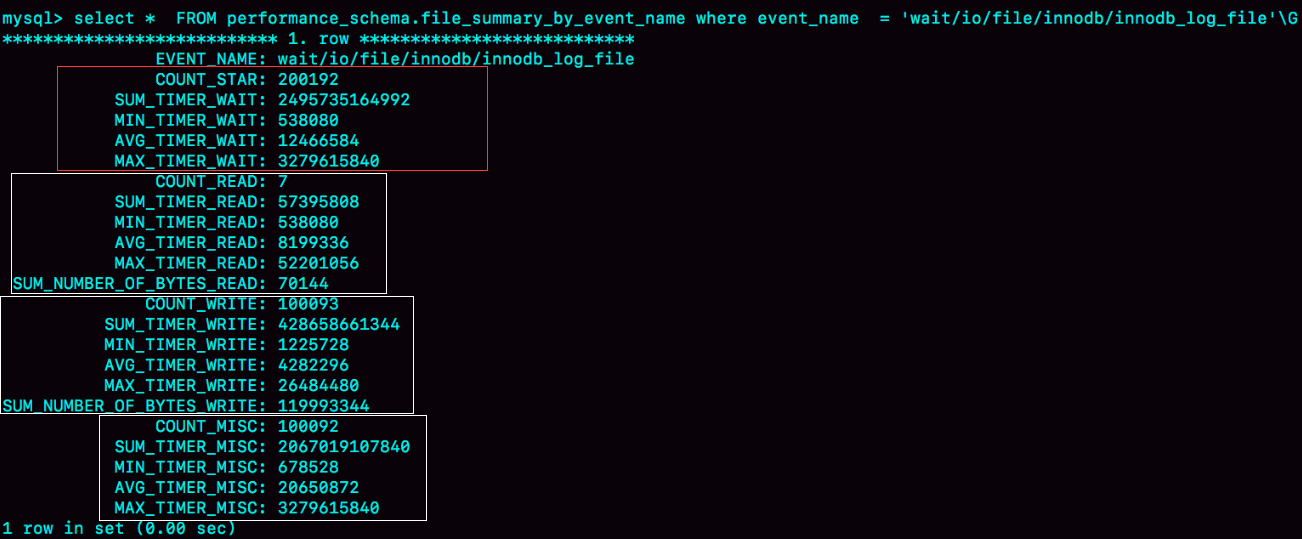 mysql> select *  FROM performance_schema.file_summary_by_event_name where event_name  = 'wait/io/file/innodb/innodb_log_file'\G
*************************** 1. row ***************************
EVENT_NAME: wait/io/file/innodb/innodb_log_file
COUNT_STAR: 200192
SUM_TIMER_WAIT: 2495735164992
MIN_TIMER_WAIT: 538080
AVG_TIMER_WAIT: 12466584
MAX_TIMER_WAIT: 3279615840
COUNT_READ: 7
SUM_TIMER_READ: 57395808
MIN_TIMER_READ: 538080
AVG_TIMER_READ: 8199336
MAX_TIMER_READ: 52201056
SUM_NUMBER_OF_BYTES_READ: 70144
COUNT_WRITE: 100093
SUM_TIMER_WRITE: 428658661344
MIN_TIMER_WRITE: 1225728
AVG_TIMER_WRITE: 4282296
MAX_TIMER_WRITE: 26484480
SUM_NUMBER_OF_BYTES_WRITE: 119993344
COUNT_MISC: 100092
SUM_TIMER_MISC: 2067019107840
MIN_TIMER_MISC: 678528
AVG_TIMER_MISC: 20650872
MAX_TIMER_MISC: 3279615840
1 row in set (0.00 sec)